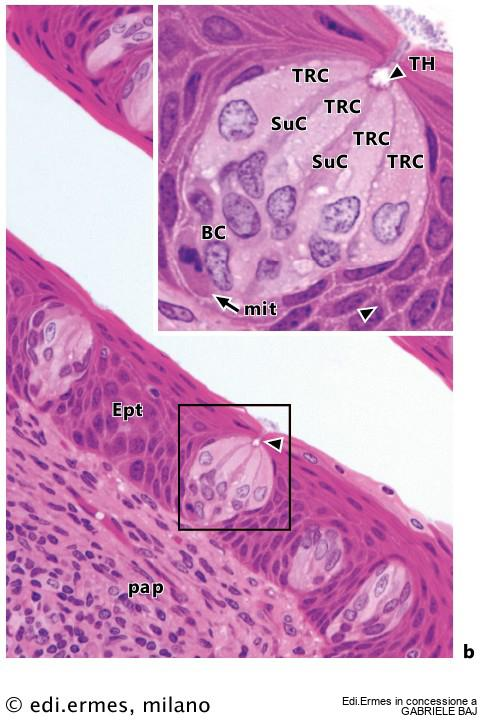 TH
TRC
TRC
SuC
TRC
SuC
TRC
BC
mit
Ept
pap
b
© edi.ermes, milano
Edi.Ermes in concessione a
GABRIELE BAJ